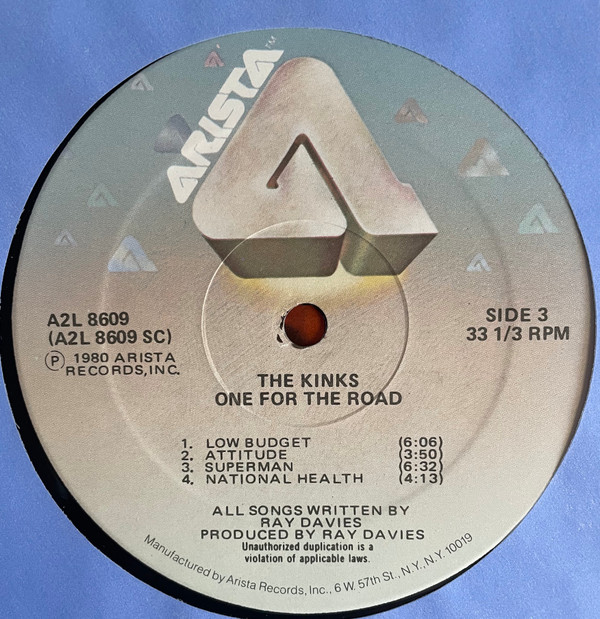 ARISTA™
A2L 8609
(A2L 8609 SC)
Ⓟ 1980 ARISTA
RECORDS, INC.
SIDE 3
33 1/3 RPM
THE KINKS
ONE FOR THE ROAD
1. LOW BUDGET (6:06)
2. ATTITUDE (3:50)
3. SUPERMAN (6:32)
4. NATIONAL HEALTH (4:13)
ALL SONGS WRITTEN BY
RAY DAVIES
PRODUCED BY RAY DAVIES
Unauthorized duplication is a
violation of applicable laws.
Manufactured by Arista Records, Inc., 6 W. 57th St., N.Y., N.Y. 10019